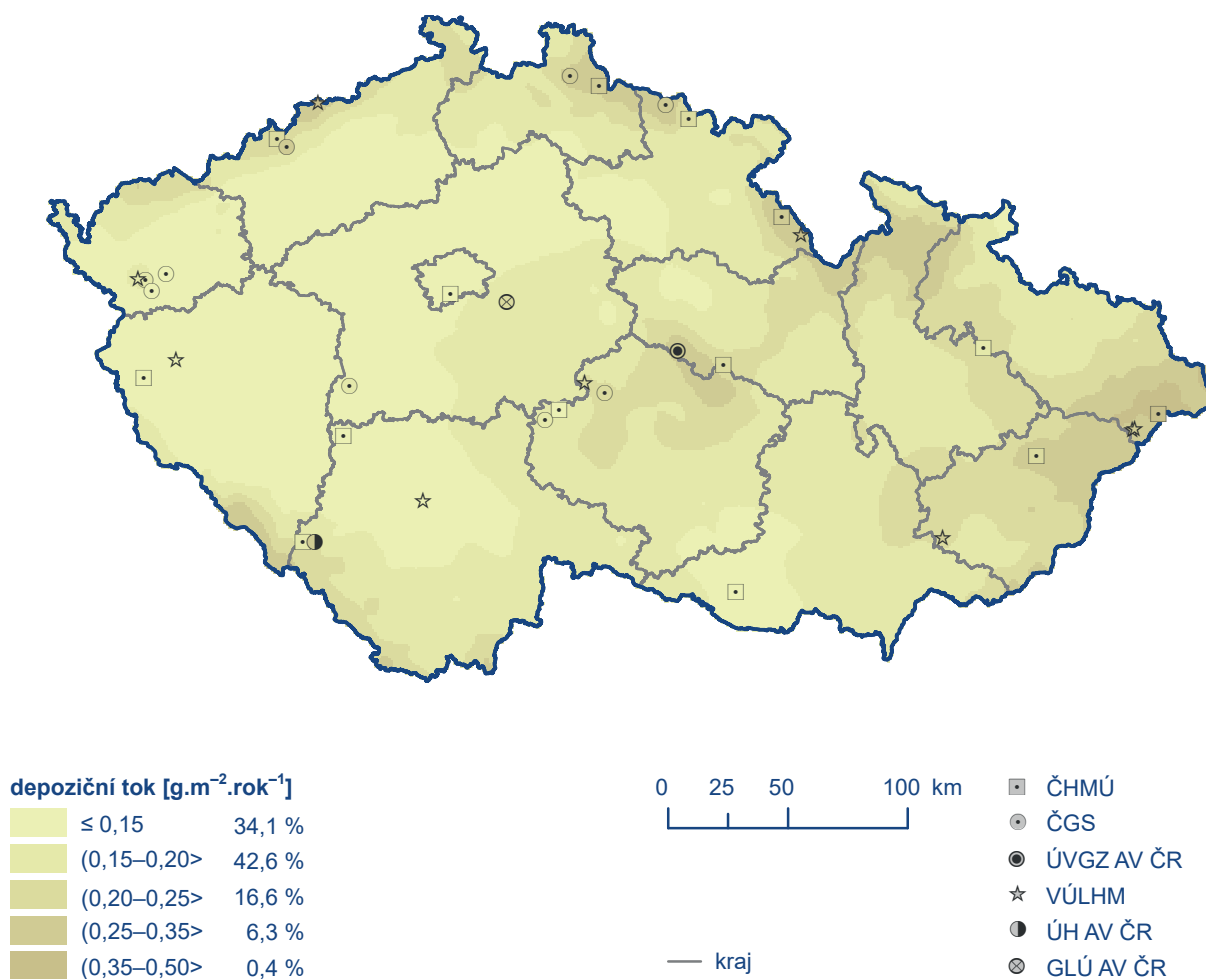 depoziční tok [g.m⁻².rok⁻¹]
≤ 0,15 34,1 %
(0,15–0,20> 42,6 %
(0,20–0,25> 16,6 %
(0,25–0,35> 6,3 %
(0,35–0,50> 0,4 %
0 25 50 100 km
kraj
ČHMÚ
ČGS
ÚVGZ AV ČR
VÚLHM
ÚH AV ČR
GLÚ AV ČR